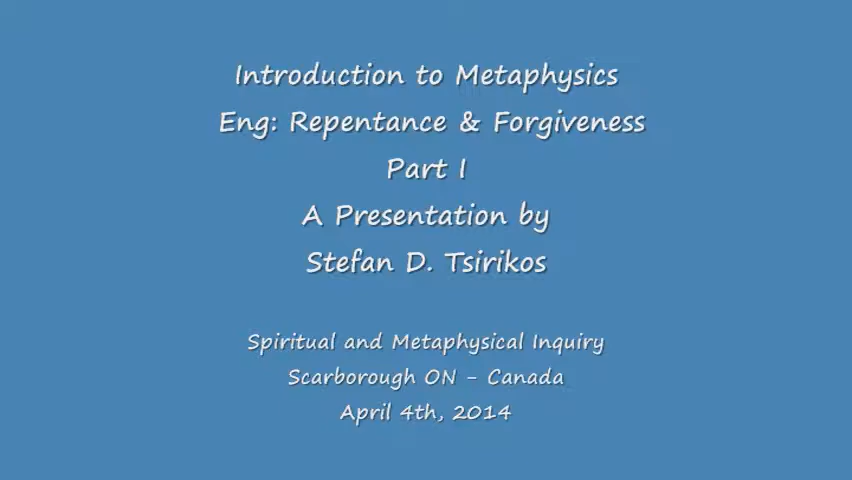 Introduction to Metaphysics
Eng: Repentance & Forgiveness
Part I
A Presentation by
Stefan D. Tsirikos
Spiritual and Metaphysical Inquiry
Scarborough ON - Canada
April 4th, 2014